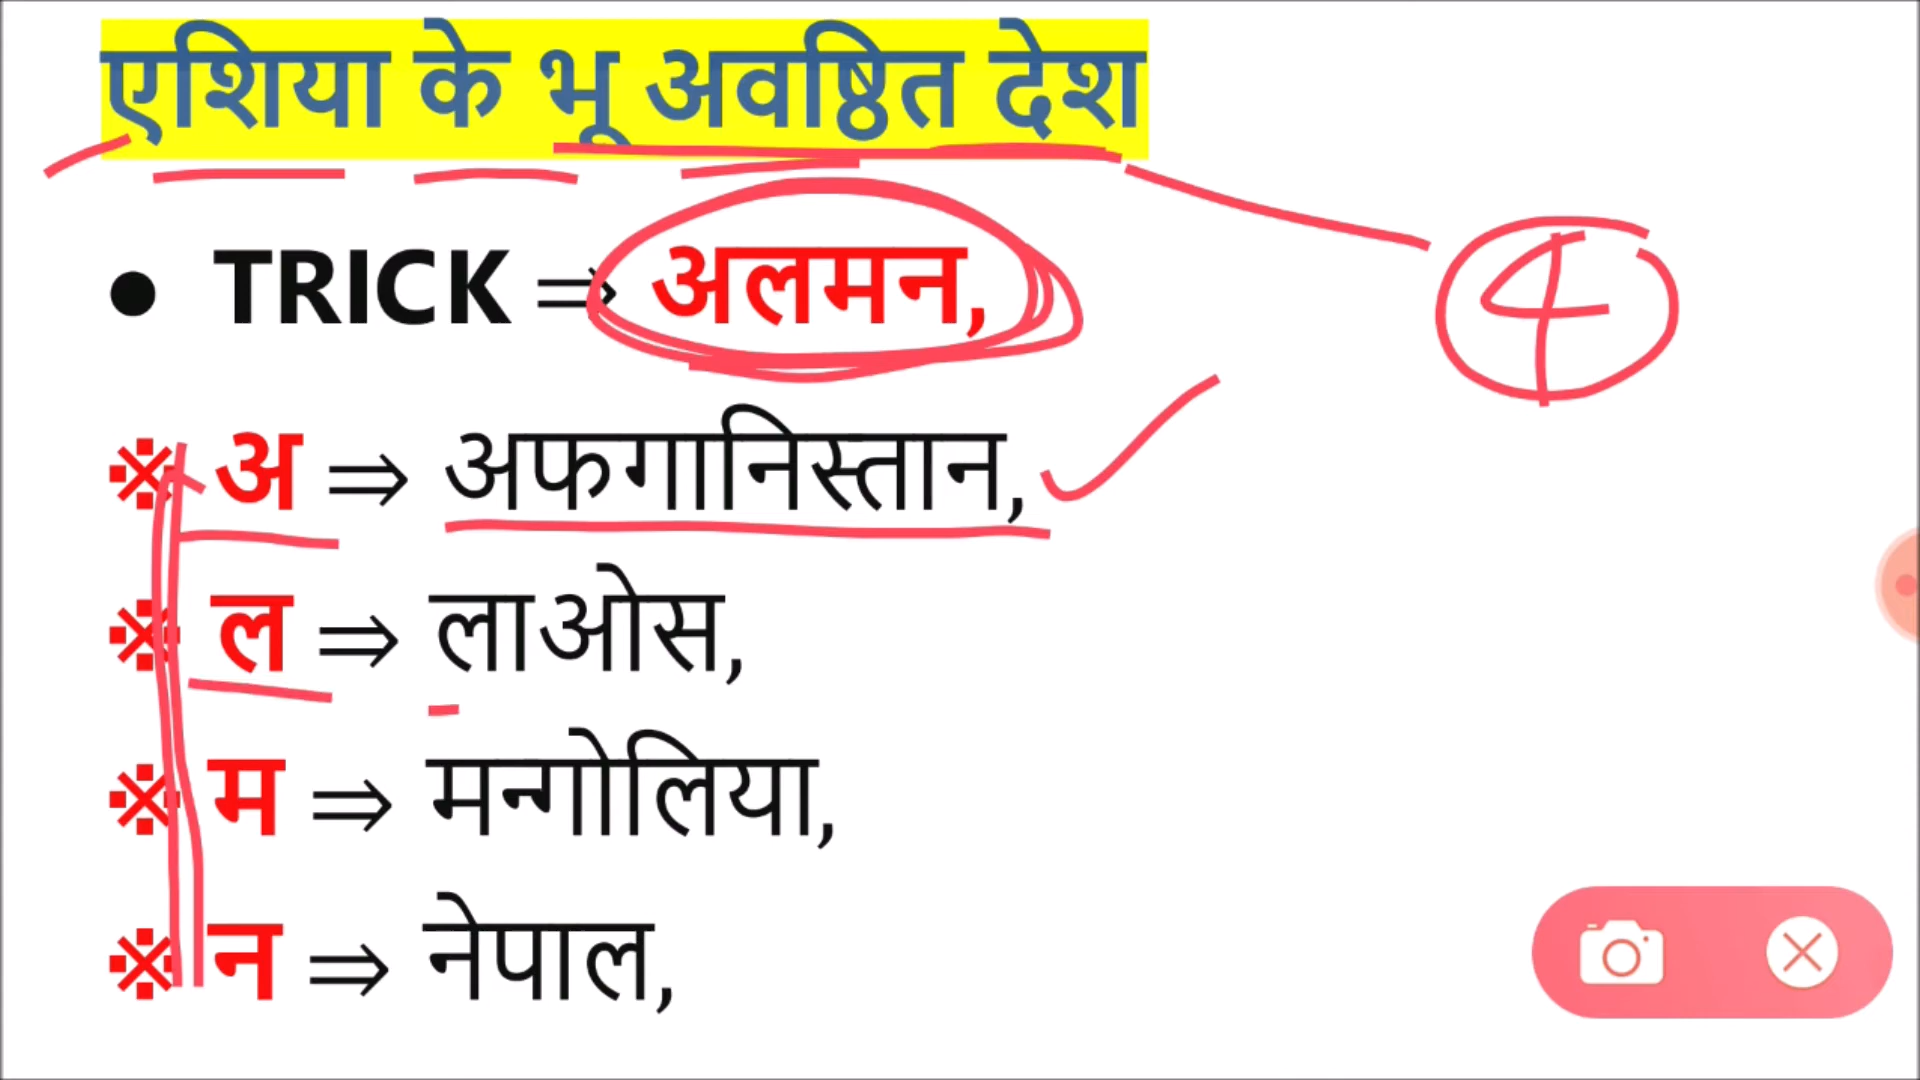 एशिया के भू अवष्ठित देश
● TRICK ⇒ अलमन,
4
※ अ ⇒ अफगानिस्तान,
※ ल ⇒ लाओस,
※ म ⇒ मन्गोलिया,
※ न ⇒ नेपाल,